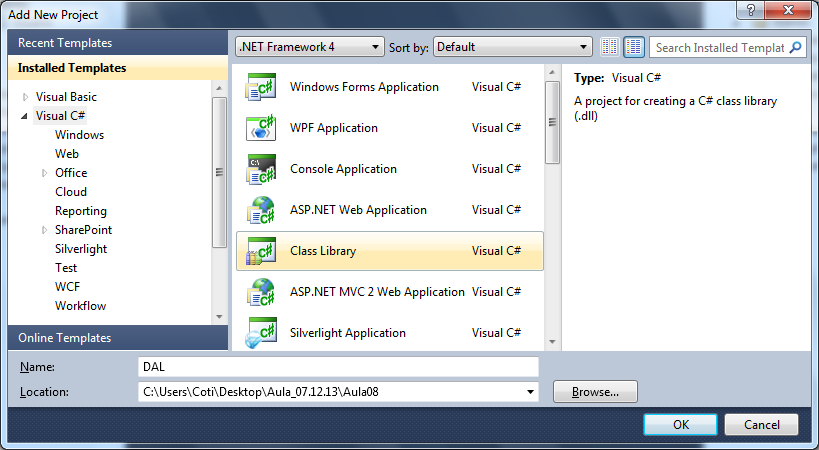 Add New Project
Recent Templates
Installed Templates
Visual Basic
Visual C#
Windows
Web
Office
Cloud
Reporting
SharePoint
Silverlight
Test
WCF
Workflow
Online Templates
.NET Framework 4 Sort by: Default
Windows Forms Application Visual C#
WPF Application Visual C#
Console Application Visual C#
ASP.NET Web Application Visual C#
Class Library Visual C#
ASP.NET MVC 2 Web Application Visual C#
Silverlight Application Visual C#
Search Installed Templat
Type: Visual C#
A project for creating a C# class library
(.dll)
Name: DAL
Location: C:\Users\Coti\Desktop\Aula_07.12.13\Aula08 Browse...
OK Cancel